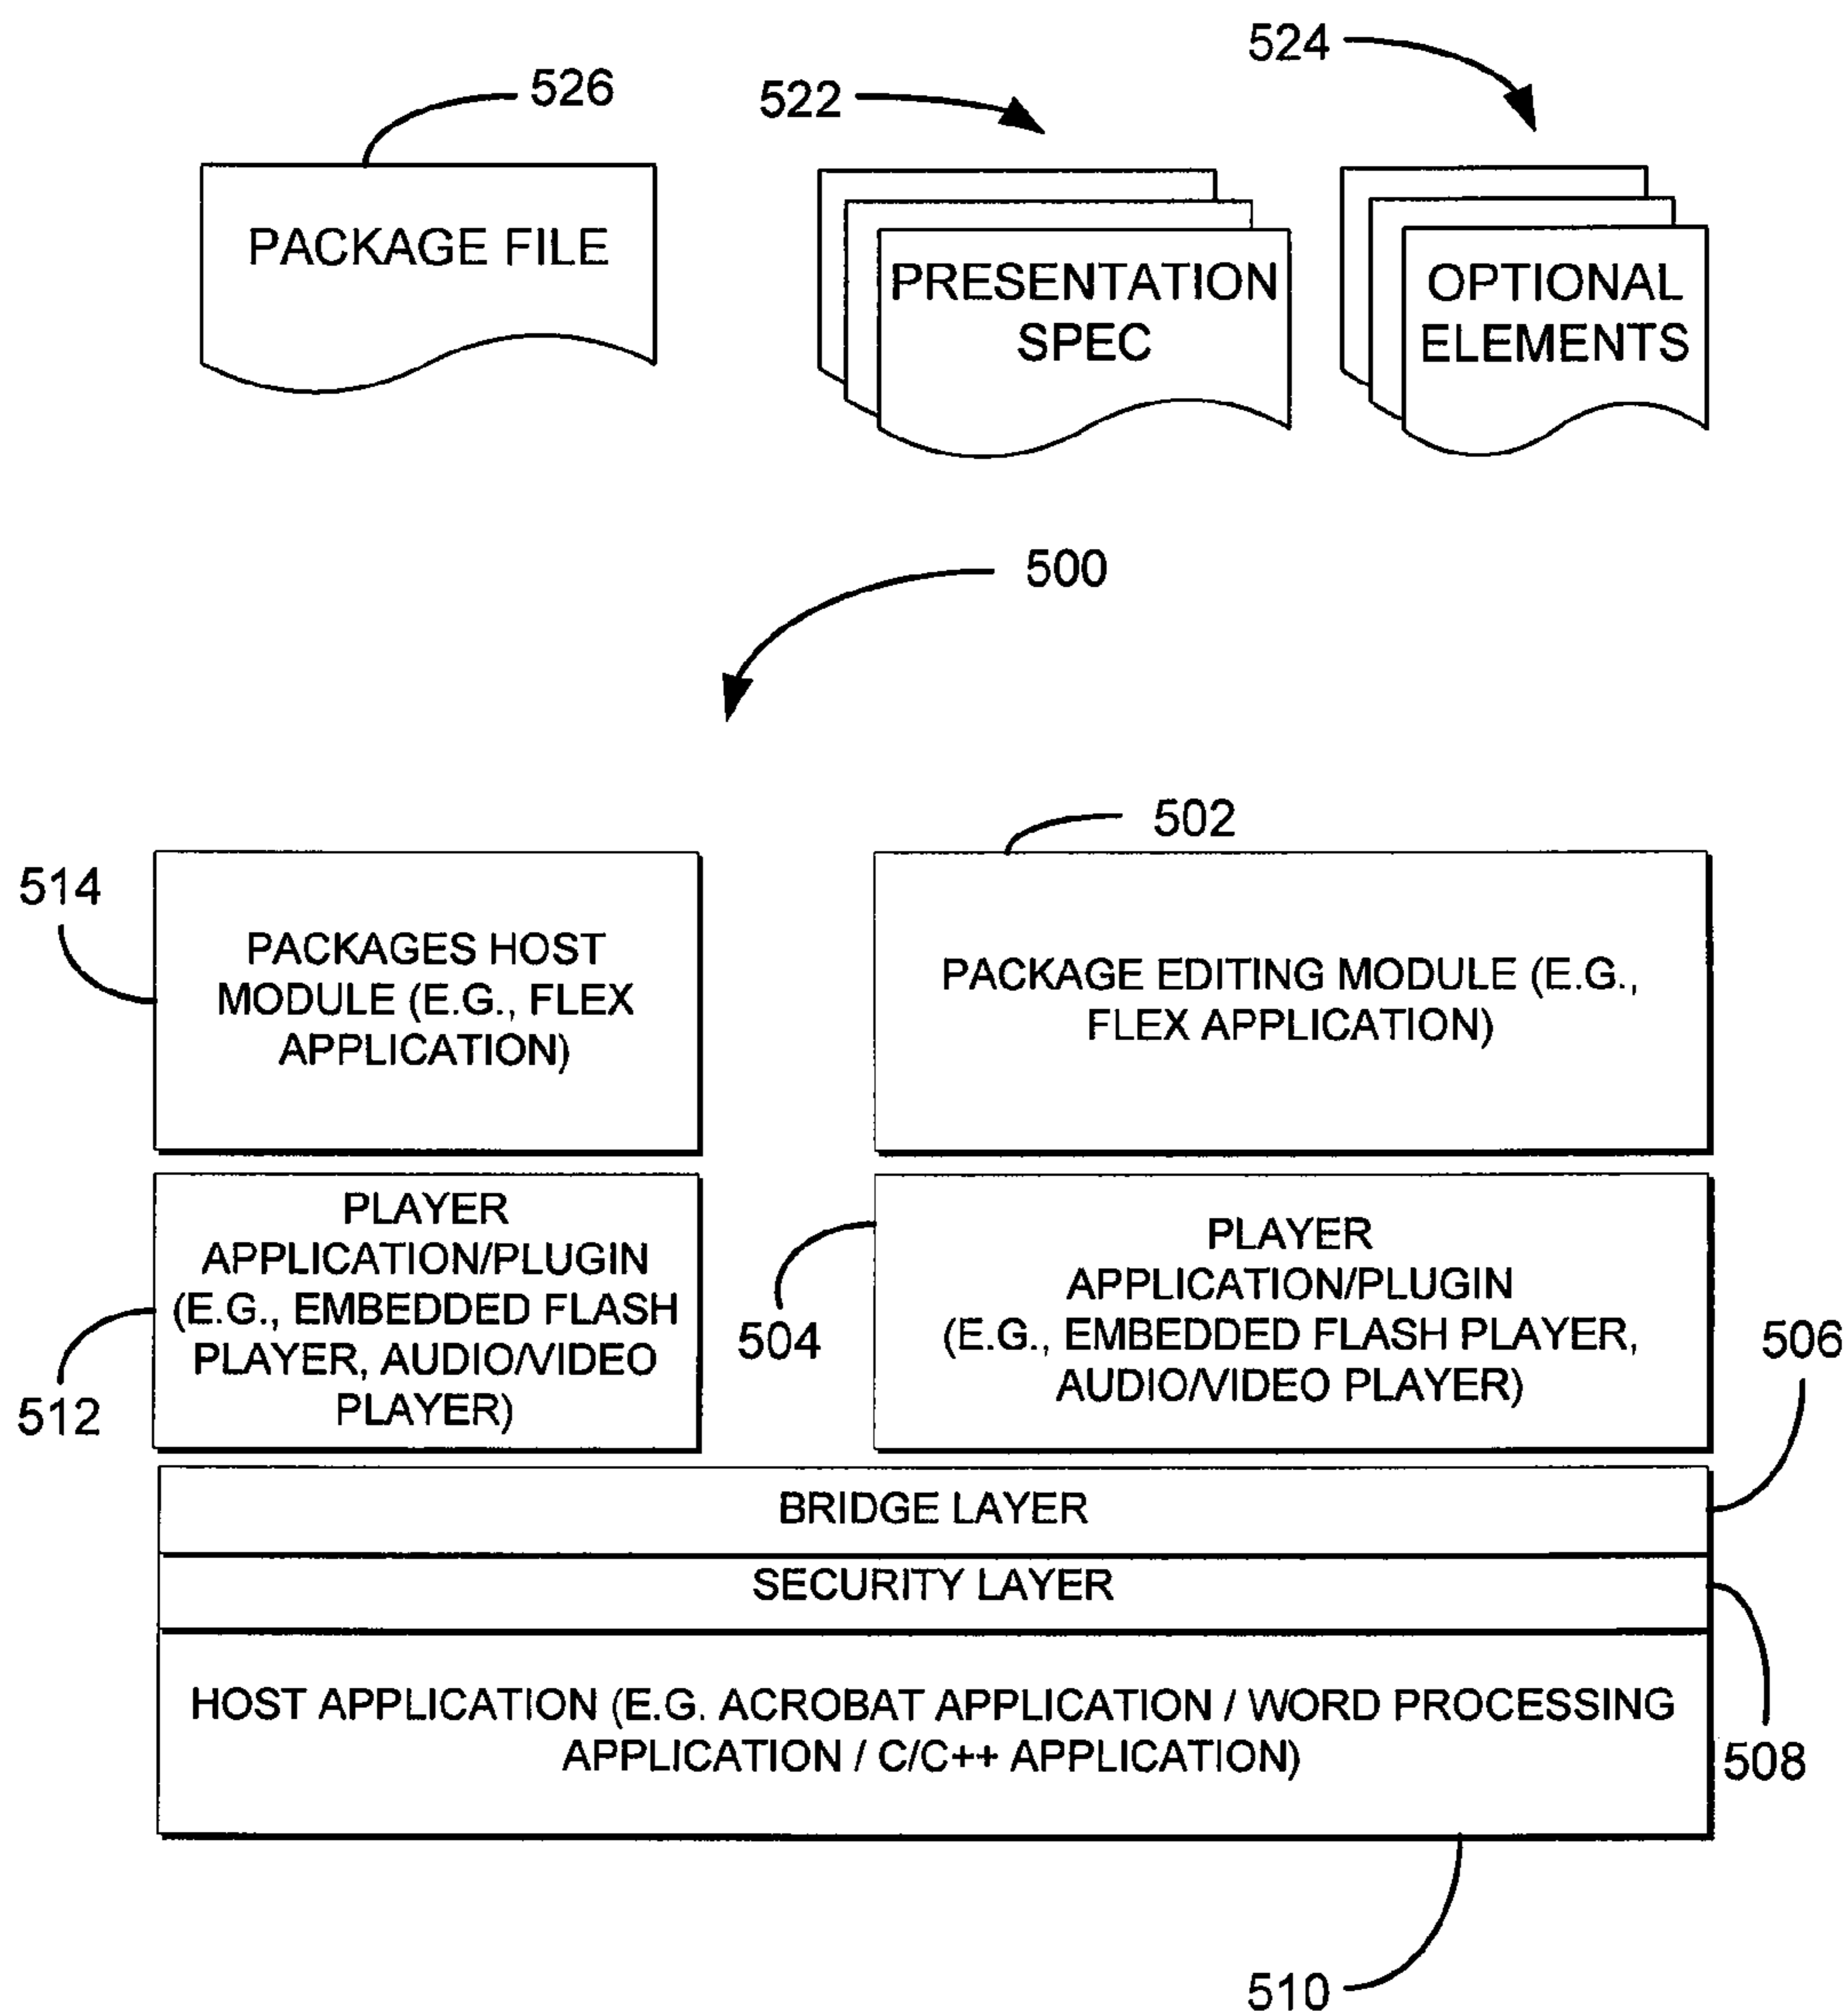 524
526
522
PACKAGE FILE
PRESENTATION
SPEC
OPTIONAL
ELEMENTS
500
502
514
PACKAGES HOST
MODULE (E.G., FLEX
APPLICATION)
PACKAGE EDITING MODULE (E.G.,
FLEX APPLICATION)
PLAYER
APPLICATION/PLUGIN
(E.G., EMBEDDED FLASH
PLAYER, AUDIO/VIDEO
PLAYER)
512
504
PLAYER
APPLICATION/PLUGIN
(E.G., EMBEDDED FLASH PLAYER,
AUDIO/VIDEO PLAYER)
506
BRIDGE LAYER
SECURITY LAYER
HOST APPLICATION (E.G. ACROBAT APPLICATION / WORD PROCESSING
APPLICATION / C/C++ APPLICATION)
508
510